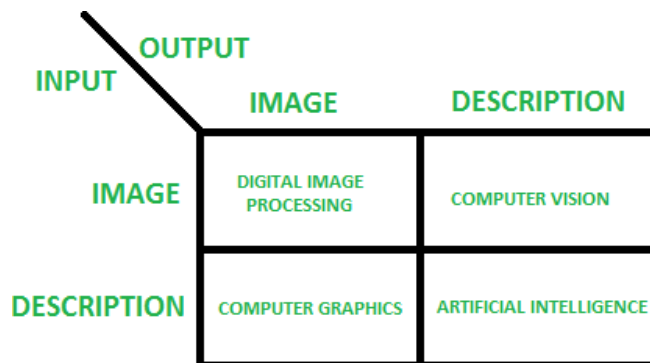 OUTPUT
INPUT
IMAGE DESCRIPTION
IMAGE
DIGITAL IMAGE
PROCESSING
COMPUTER VISION
DESCRIPTION
COMPUTER GRAPHICS
ARTIFICIAL INTELLIGENCE